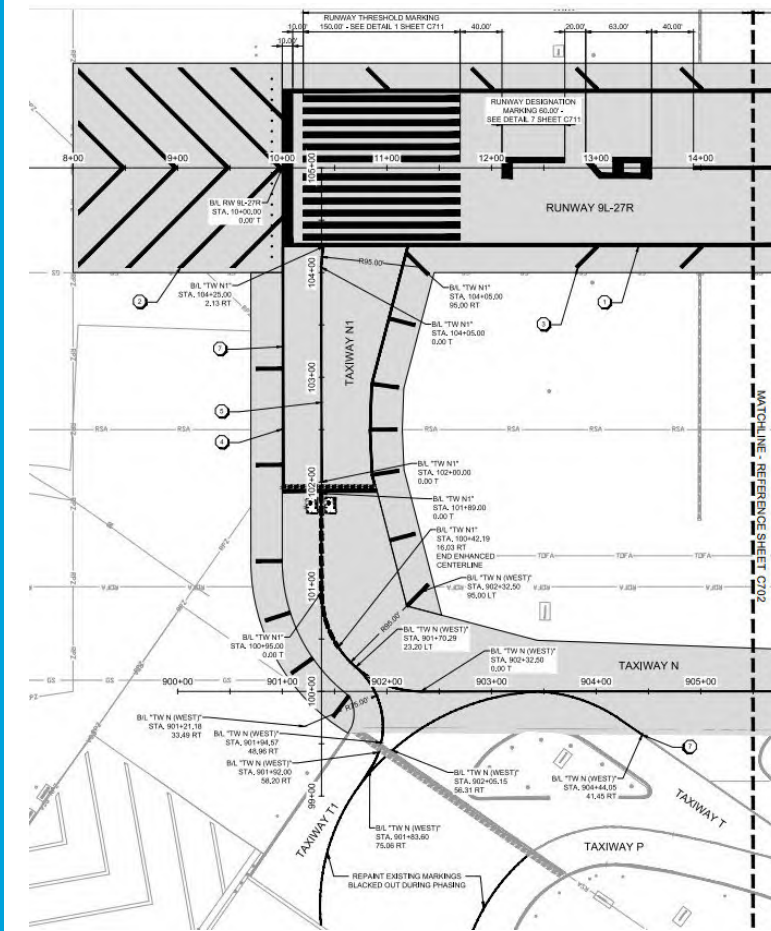 RUNWAY THRESHOLD MARKING
150.00' - SEE DETAIL 1 SHEET C711
10.00'
10.00'
40.00'
20.00'
63.00'
40.00'
RUNWAY DESIGNATION
MARKING 60.00' -
SEE DETAIL 7 SHEET C711
8+00
9+00
10+00
11+00
12+00
13+00
14+00
105+00
B/L RW 9L-27R
STA. 10+00.00
0.00' T
RUNWAY 9L-27R
R95.00'
104+00
B/L "TW N1"
STA. 104+25.00
2.13 RT
B/L "TW N1"
STA. 104+05.00
95.00 RT
B/L "TW N1"
STA. 104+05.00
0.00 T
2
3
1
7
5
4
TAXIWAY N1
103+00
RSA
RSA
RSA
RSA
RSA
MATCHLINE - REFERENCE SHEET C702
B/L "TW N1"
STA. 102+00.00
0.00 T
102+00
B/L "TW N1"
STA. 101+89.00
0.00 T
B/L "TW N1"
STA. 100+42.19
16.03 RT
END ENHANCED
CENTERLINE
TOFA
TOFA
B/L "TW N (WEST)"
STA. 902+32.50
95.00 LT
101+00
R95.00'
B/L "TW N (WEST)"
STA. 901+70.29
23.20 LT
B/L "TW N1"
STA. 100+95.00
0.00 T
B/L "TW N (WEST)"
STA. 902+32.50
0.00 T
TAXIWAY N
GS
GS
900+00
901+00
902+00
903+00
904+00
905+00
100+00
R75.00'
B/L "TW N (WEST)"
STA. 901+21.18
33.49 RT
B/L "TW N (WEST)"
STA. 901+94.57
48.96 RT
B/L "TW N (WEST)"
STA. 901+92.00
58.20 RT
B/L "TW N (WEST)"
STA. 902+05.15
56.31 RT
B/L "TW N (WEST)"
STA. 904+44.05
41.45 RT
7
99+00
B/L "TW N (WEST)"
STA. 901+83.60
75.06 RT
TAXIWAY T1
TAXIWAY T
TAXIWAY P
REPAINT EXISTING MARKINGS
BLACKED OUT DURING PHASING